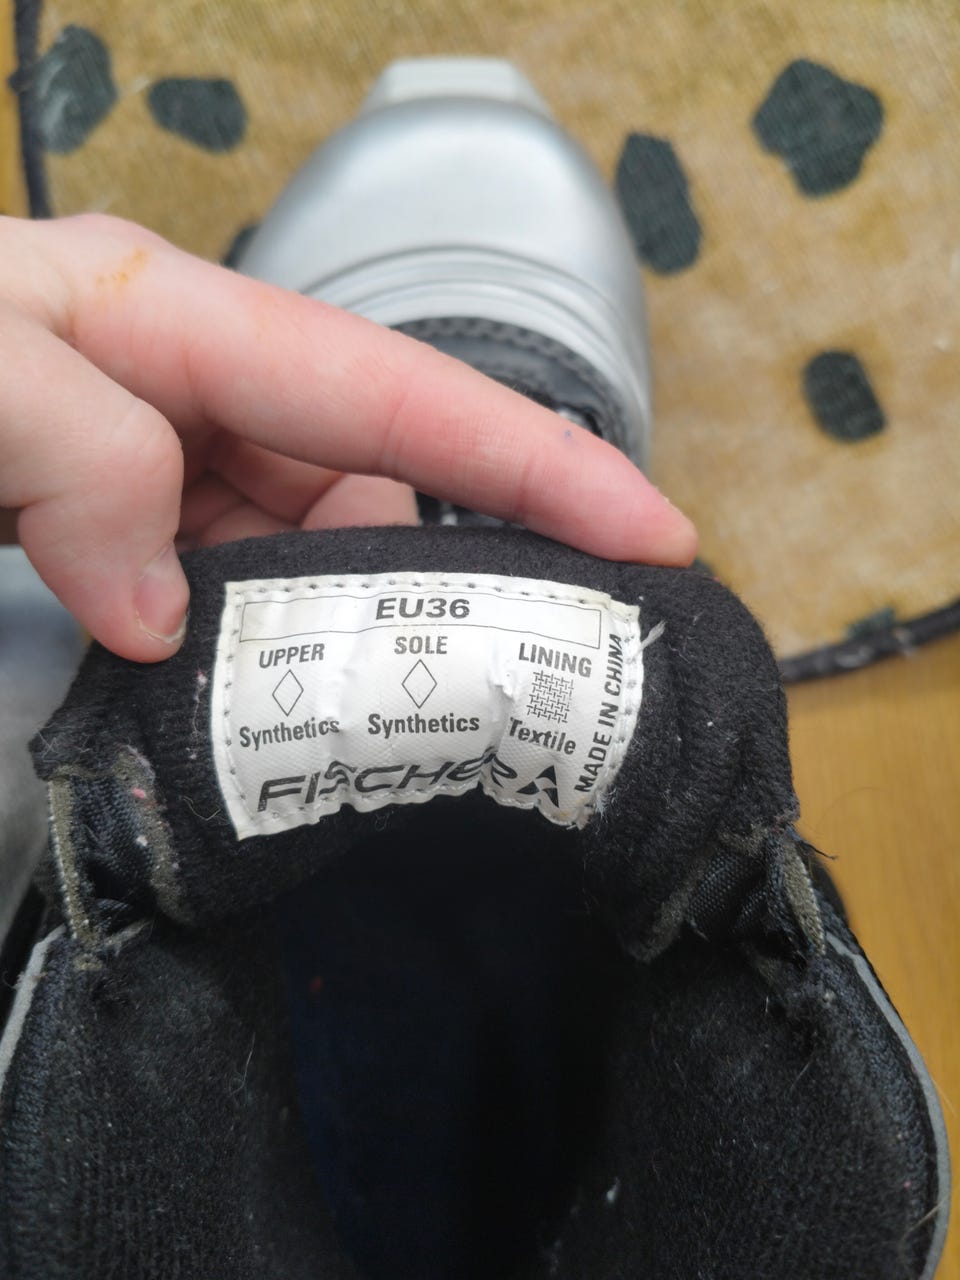 EU36
UPPER SOLE LINING
Synthetics Synthetics Textile
FISCHER
MADE IN CHINA